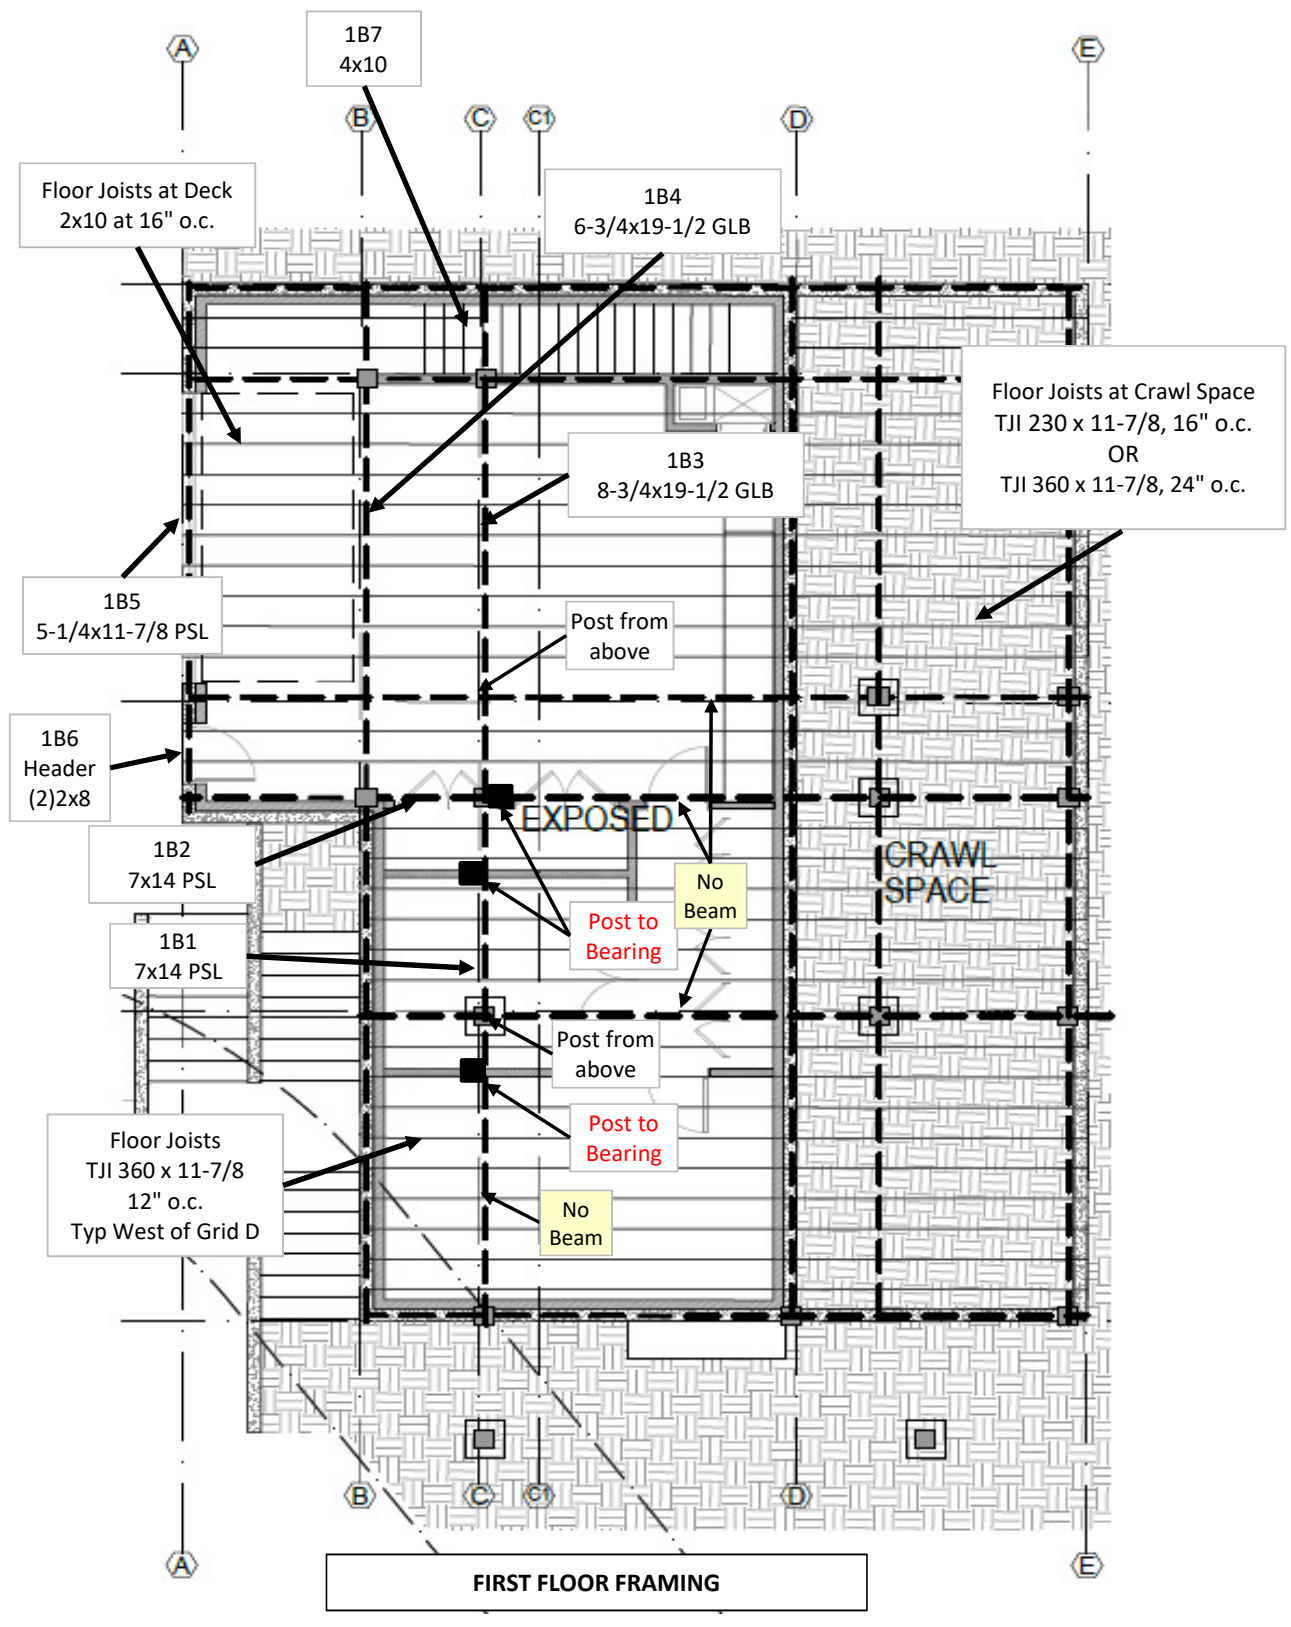 1B7
4x10
A
E
B
C
C1
D
Floor Joists at Deck
2x10 at 16" o.c.
1B4
6-3/4x19-1/2 GLB
Floor Joists at Crawl Space
TJI 230 x 11-7/8, 16" o.c.
OR
TJI 360 x 11-7/8, 24" o.c.
1B3
8-3/4x19-1/2 GLB
1B5
5-1/4x11-7/8 PSL
Post from
above
1B6
Header
(2)2x8
EXPOSED
1B2
7x14 PSL
CRAWL
SPACE
No
Beam
Post to
Bearing
1B1
7x14 PSL
Post from
above
Post to
Bearing
Floor Joists
TJI 360 x 11-7/8
12" o.c.
Typ West of Grid D
No
Beam
B
C
C1
D
A
E
FIRST FLOOR FRAMING